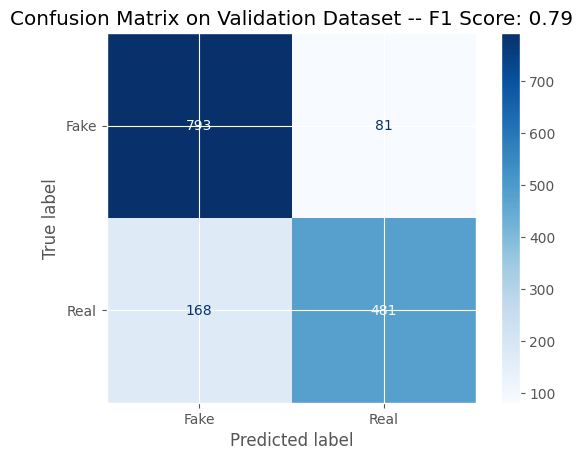 Confusion Matrix on Validation Dataset -- F1 Score: 0.79
Fake
793
81
Real
168
481
Fake
Real
Predicted label
True label
700
600
500
400
300
200
100